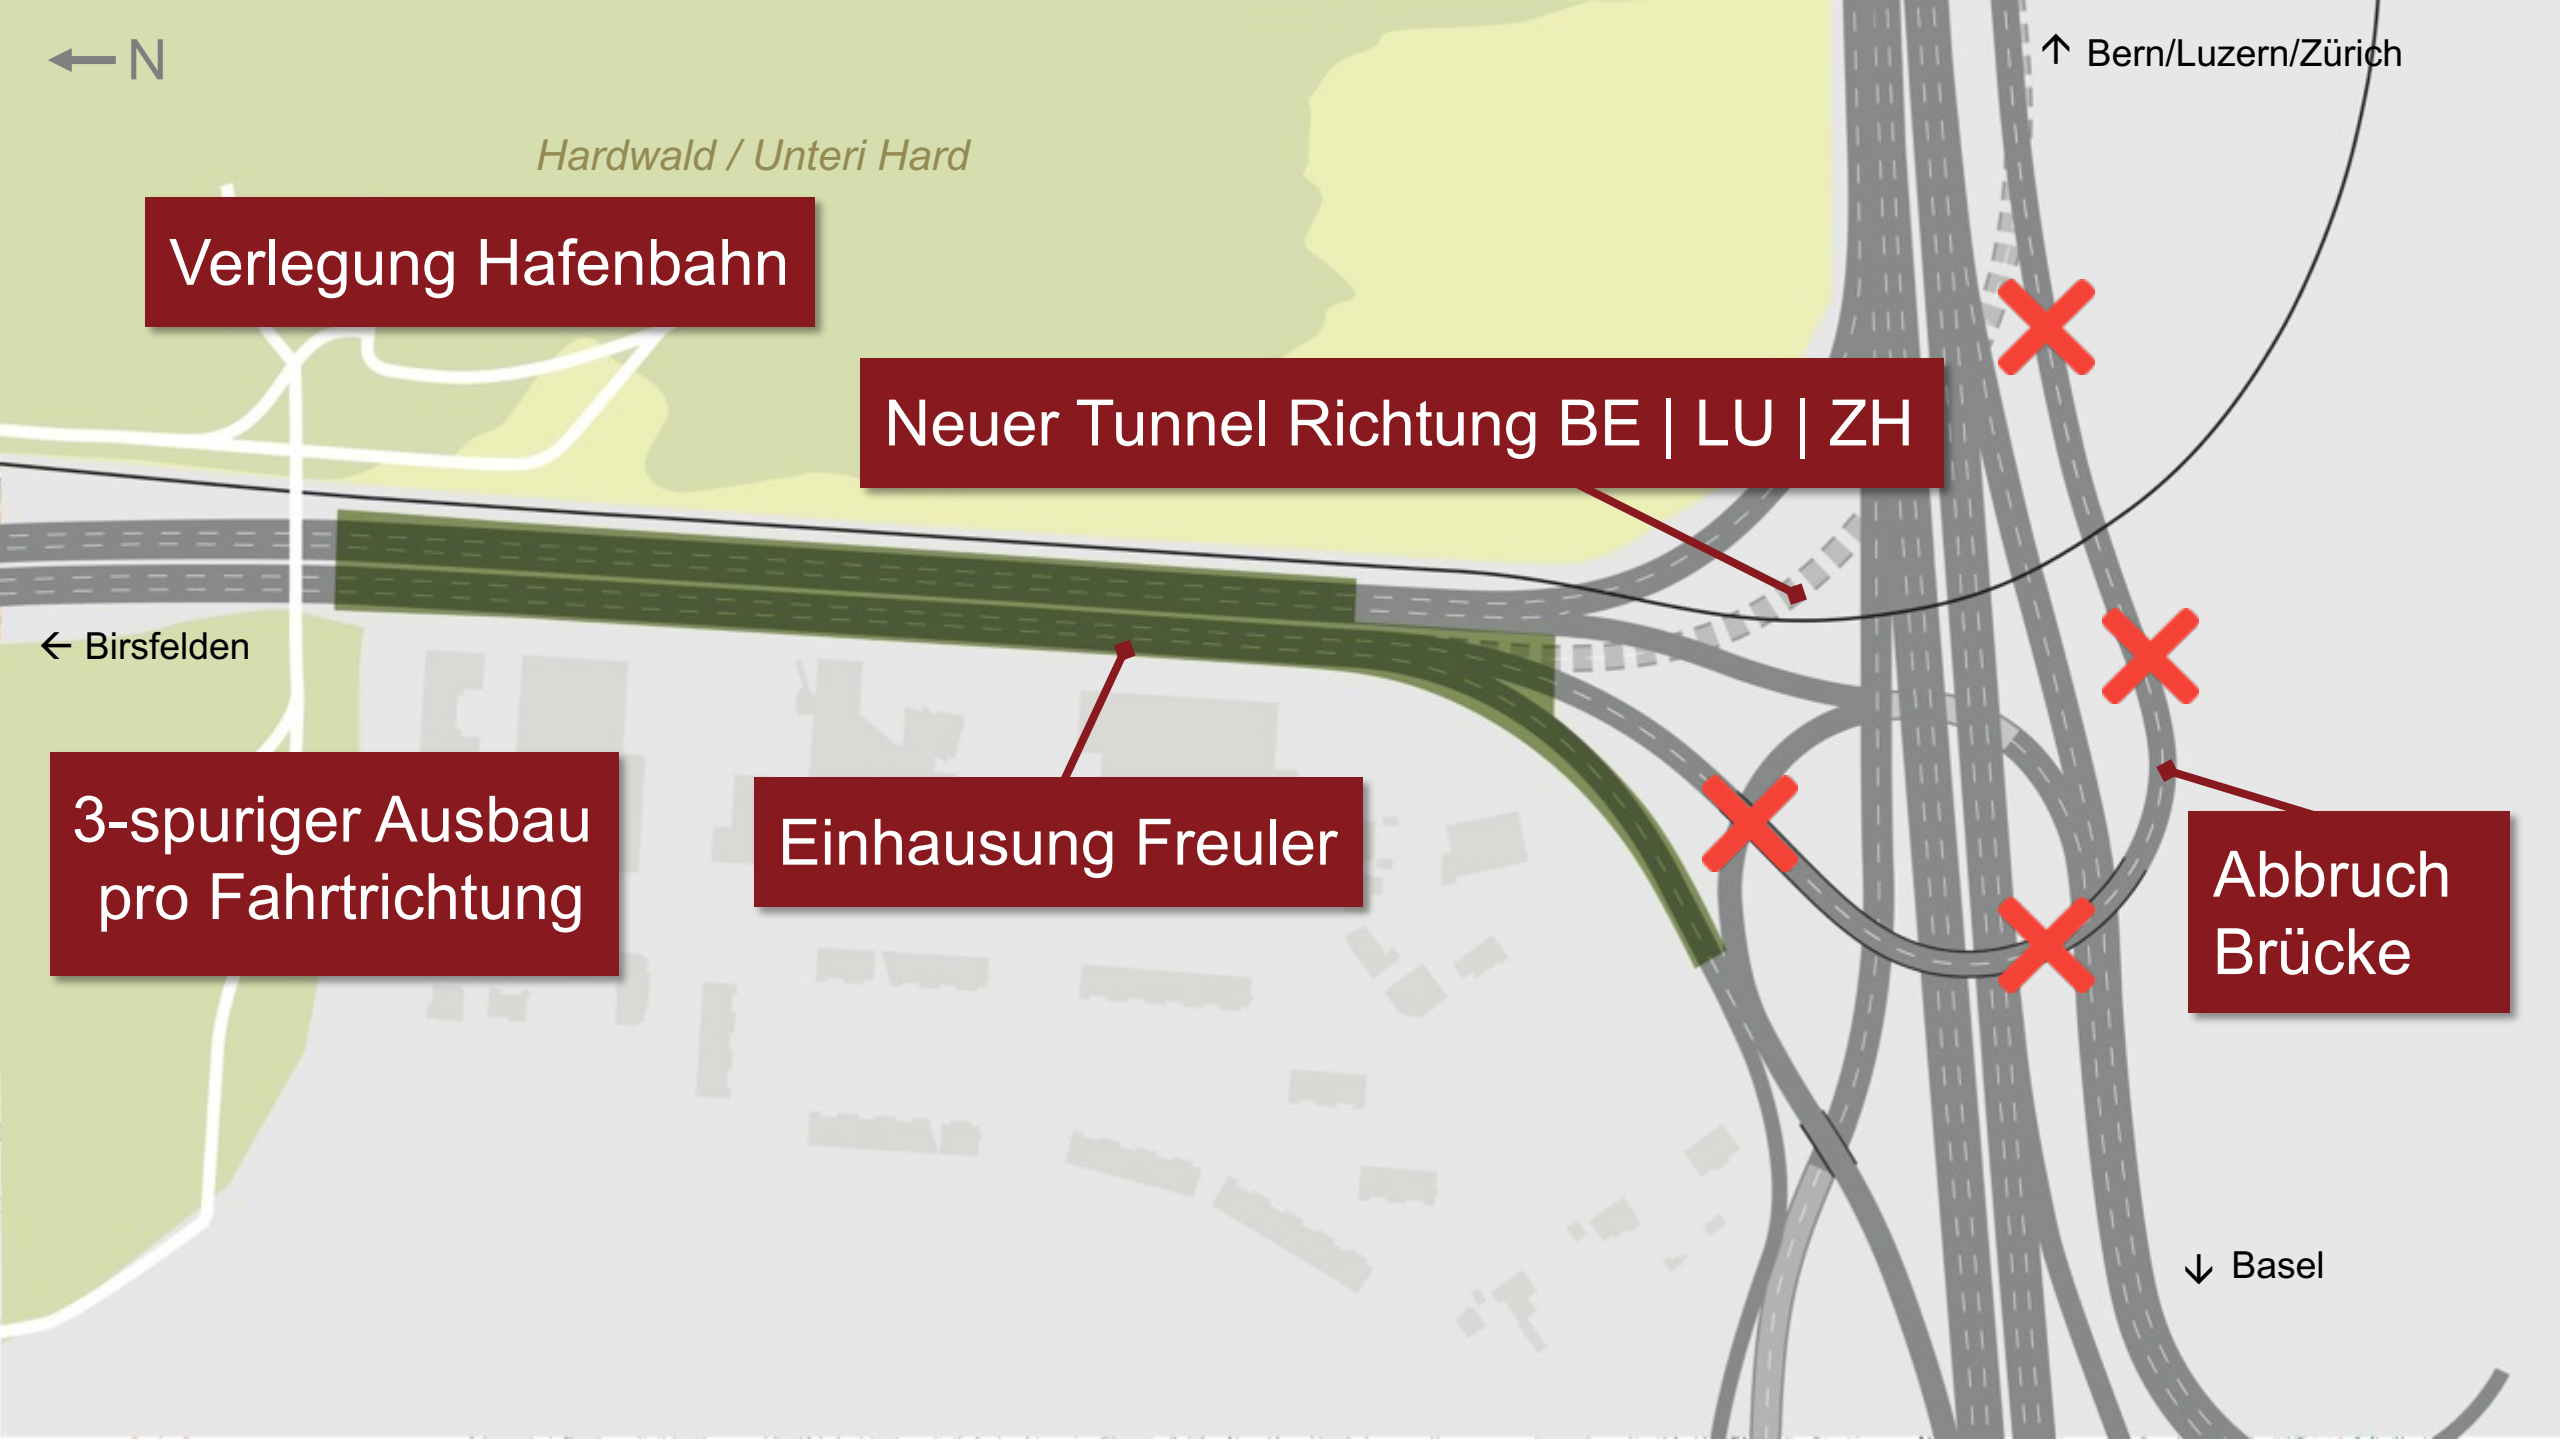 ← N
↑ Bern/Luzern/Zürich
Hardwald / Unteri Hard
Verlegung Hafenbahn
Neuer Tunnel Richtung BE | LU | ZH
← Birsfelden
3-spuriger Ausbau
pro Fahrtrichtung
Einhausung Freuler
Abbruch
Brücke
↓ Basel